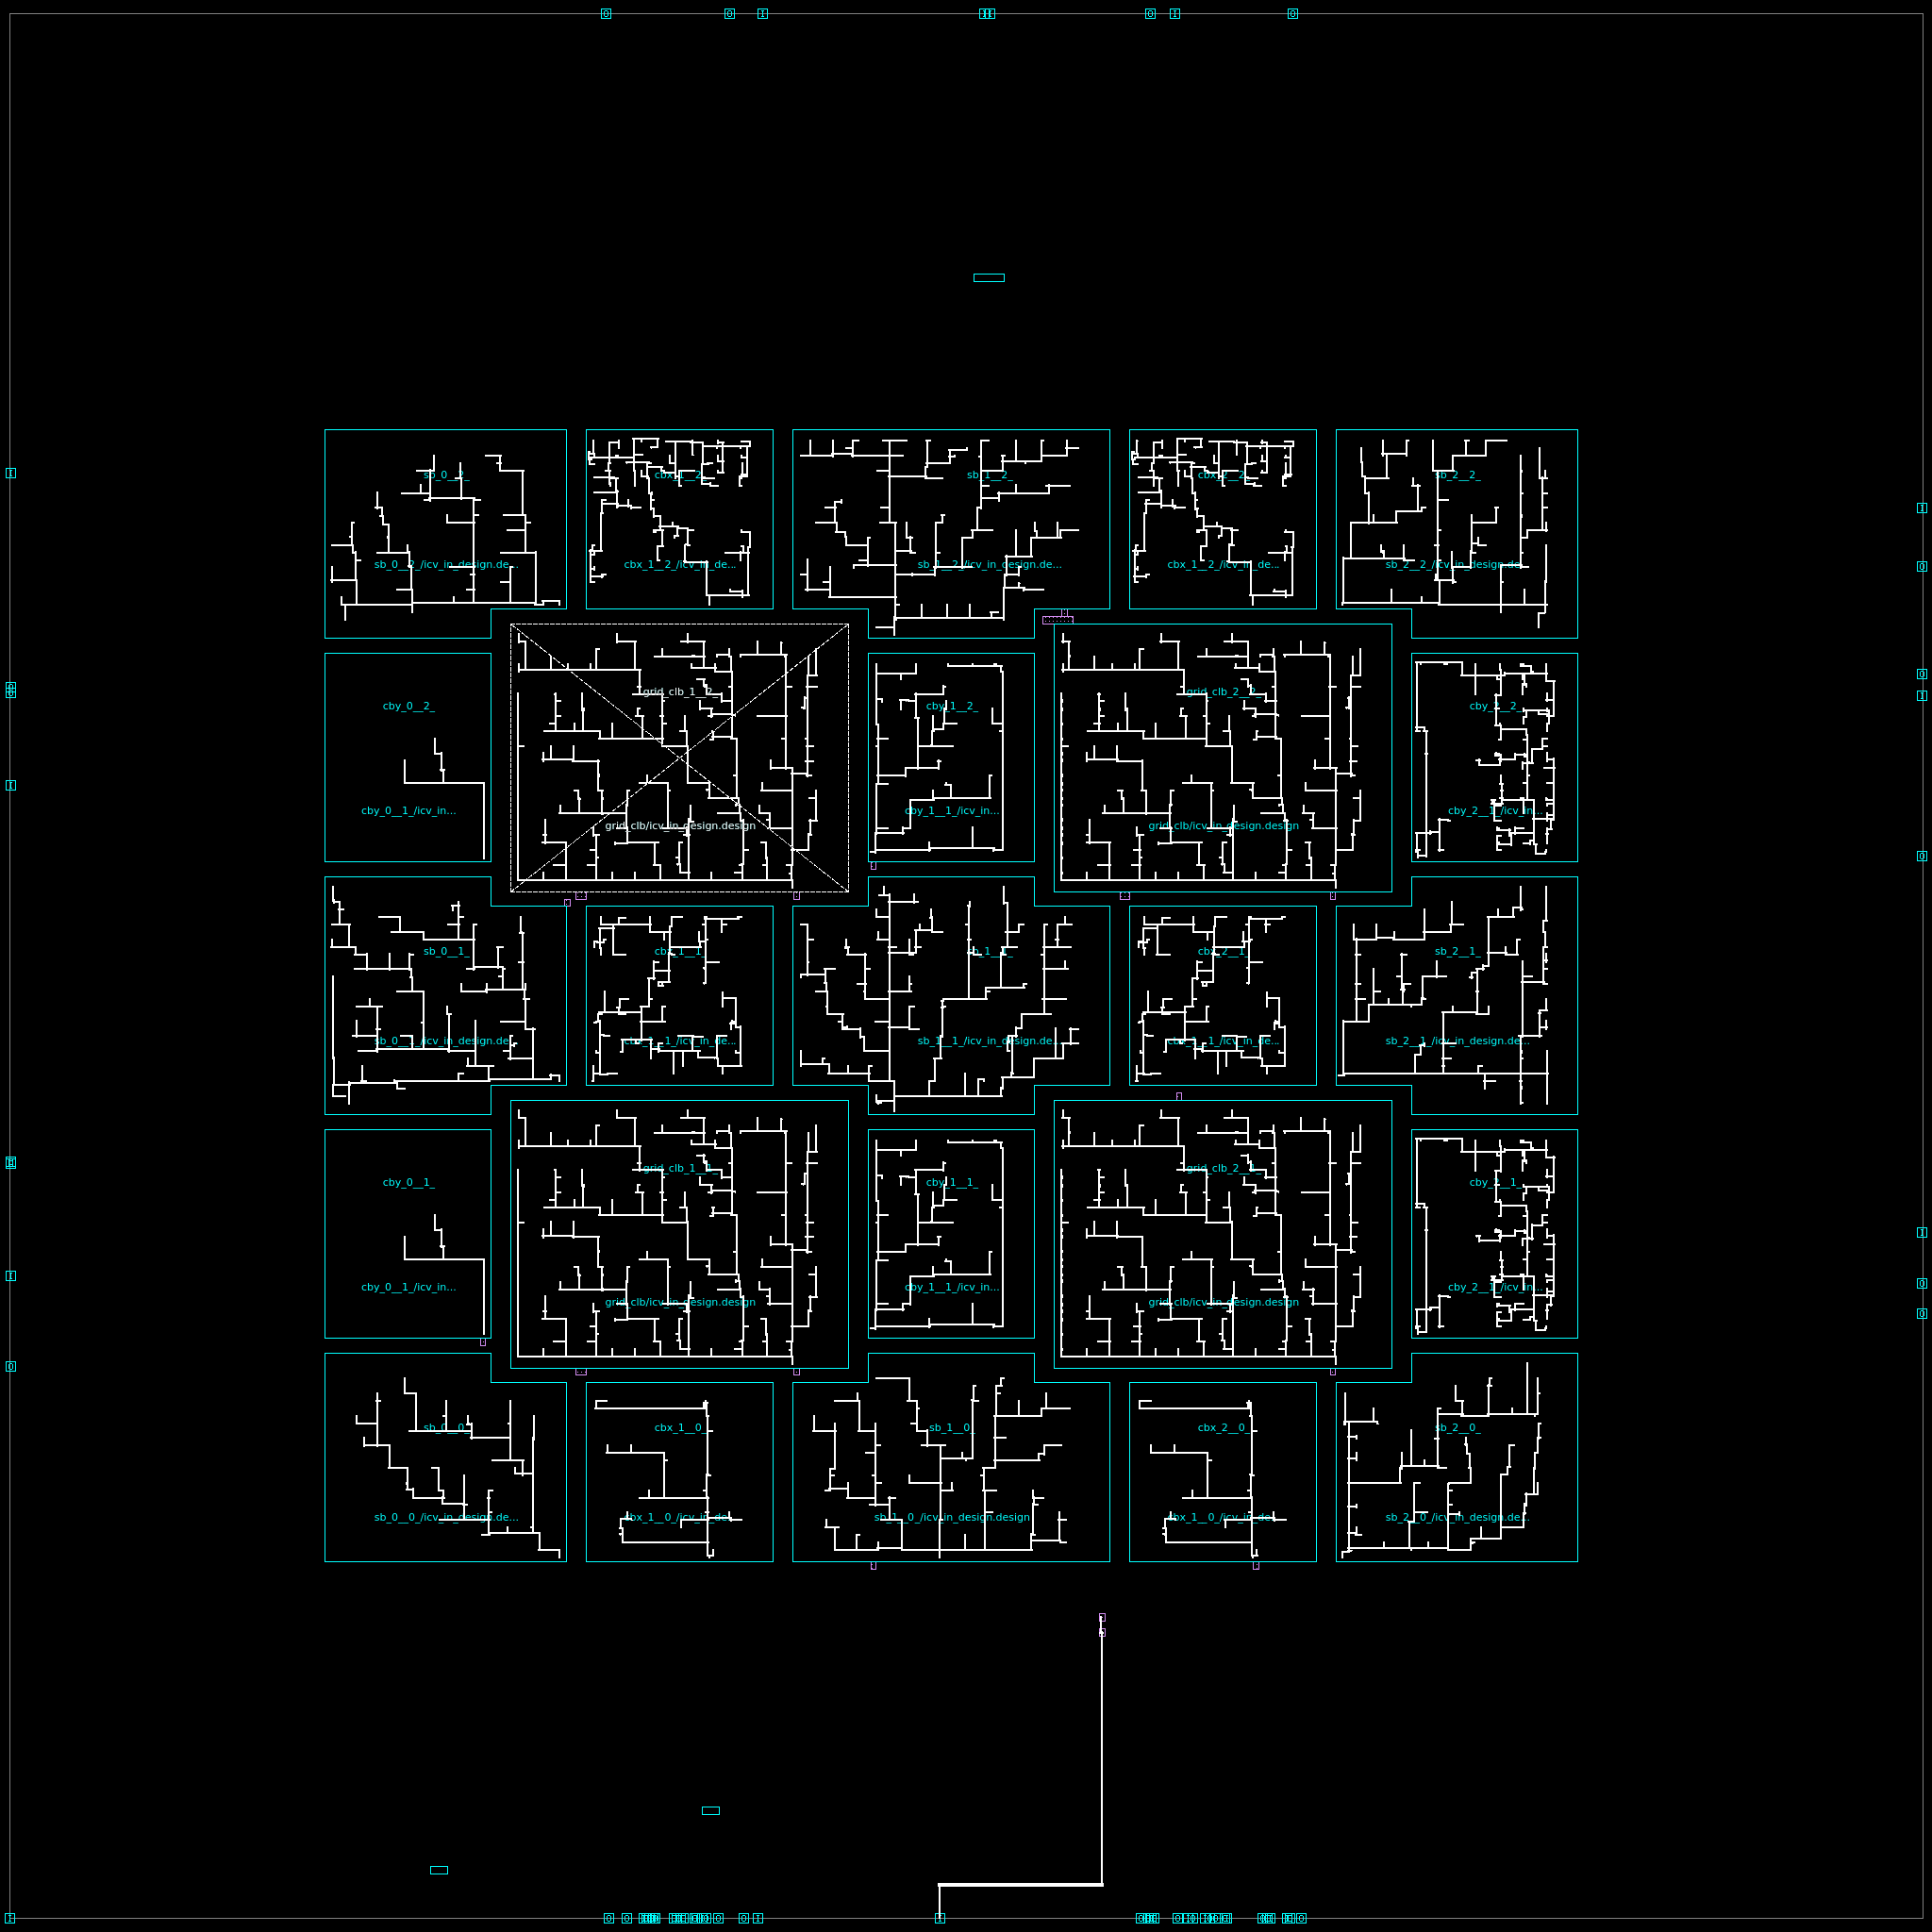 sb_0__2_
cbx_1__2_
sb_1__2_
cbx_2__2_
sb_2__2_
sb_0__2_/icv_in_design.de...
cbx_1__2_/icv_in_de...
sb_1__2_/icv_in_design.de...
cbx_1__2_/icv_in_de...
sb_2__2_/icv_in_design.de...
grid_clb_1__2_
grid_clb_2__2_
cby_0__2_
cby_1__2_
cby_2__2_
cby_0__1_/icv_in...
cby_1__1_/icv_in...
cby_2__1_/icv_in...
grid_clb/icv_in_design.design
grid_clb/icv_in_design.design
sb_0__1_
cbx_1__1_
sb_1__1_
cbx_2__1_
sb_2__1_
sb_0__1_/icv_in_design.de...
cbx_1__1_/icv_in_de...
sb_1__1_/icv_in_design.de...
cbx_1__1_/icv_in_de...
sb_2__1_/icv_in_design.de...
grid_clb_1__1_
grid_clb_2__1_
cby_0__1_
cby_1__1_
cby_2__1_
cby_0__1_/icv_in...
cby_1__1_/icv_in...
cby_2__1_/icv_in...
grid_clb/icv_in_design.design
grid_clb/icv_in_design.design
sb_0__0_
cbx_1__0_
sb_1__0_
cbx_2__0_
sb_2__0_
sb_0__0_/icv_in_design.de...
cbx_1__0_/icv_in_de...
sb_1__0_/icv_in_design.design
cbx_1__0_/icv_in_de...
sb_2__0_/icv_in_design.de...